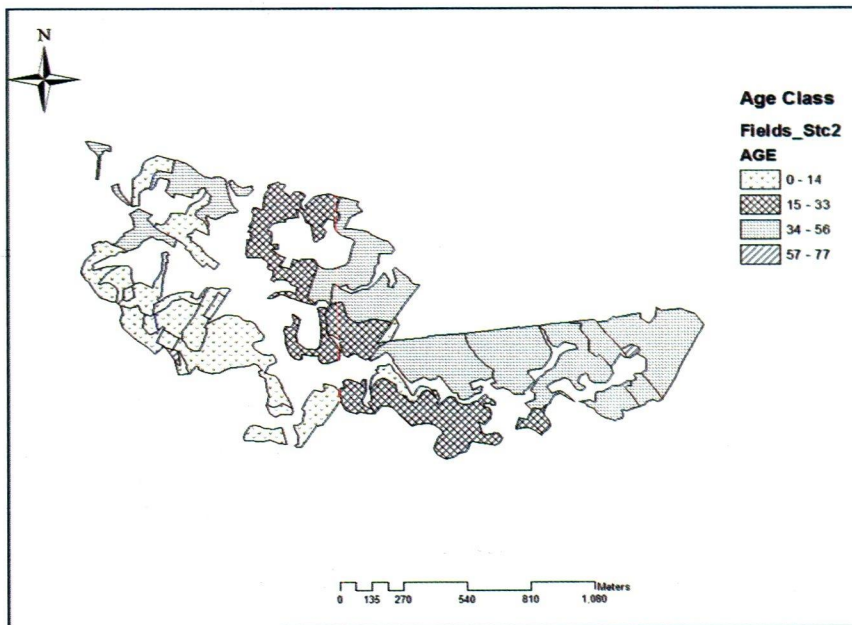 N
Age Class
Fields_Stc2
AGE
0 - 14
15 - 33
34 - 56
57 - 77
Meters
0 135 270 540 810 1,080